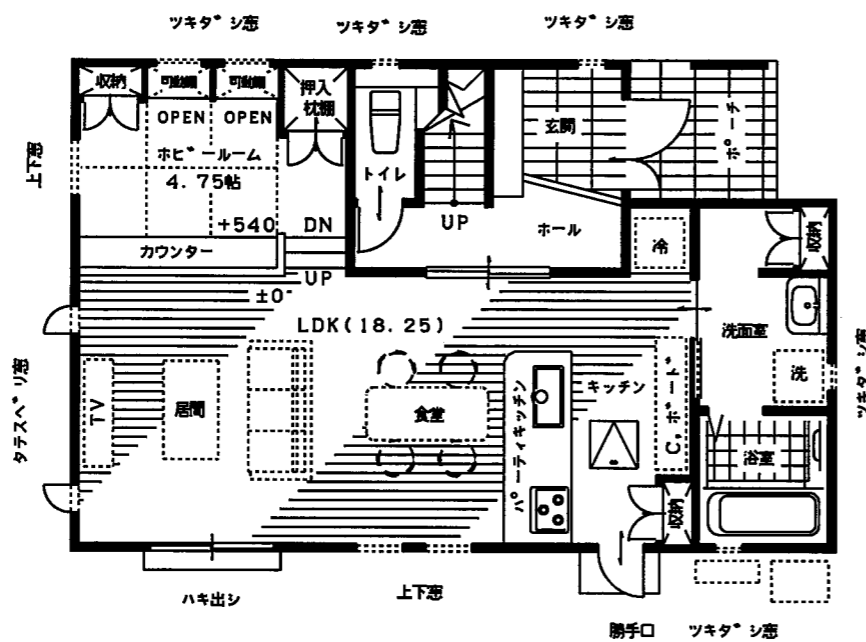 ツキダシ窓
ツキダシ窓
ツキダシ窓
収納
可動棚
可動棚
押入
枕棚
OPEN
OPEN
玄関
ポーチ
上下窓
ホビールーム
4.75帖
トイレ
+540
DN
UP
ホール
収納
カウンター
冷
UP
±0
LDK(18.25)
洗面室
タテスベリ窓
TV
居間
食堂
パーティキッチン
キッチン
C,ボード
洗
ツキダシ窓
浴室
収納
ハキ出シ
上下窓
勝手口
ツキダシ窓